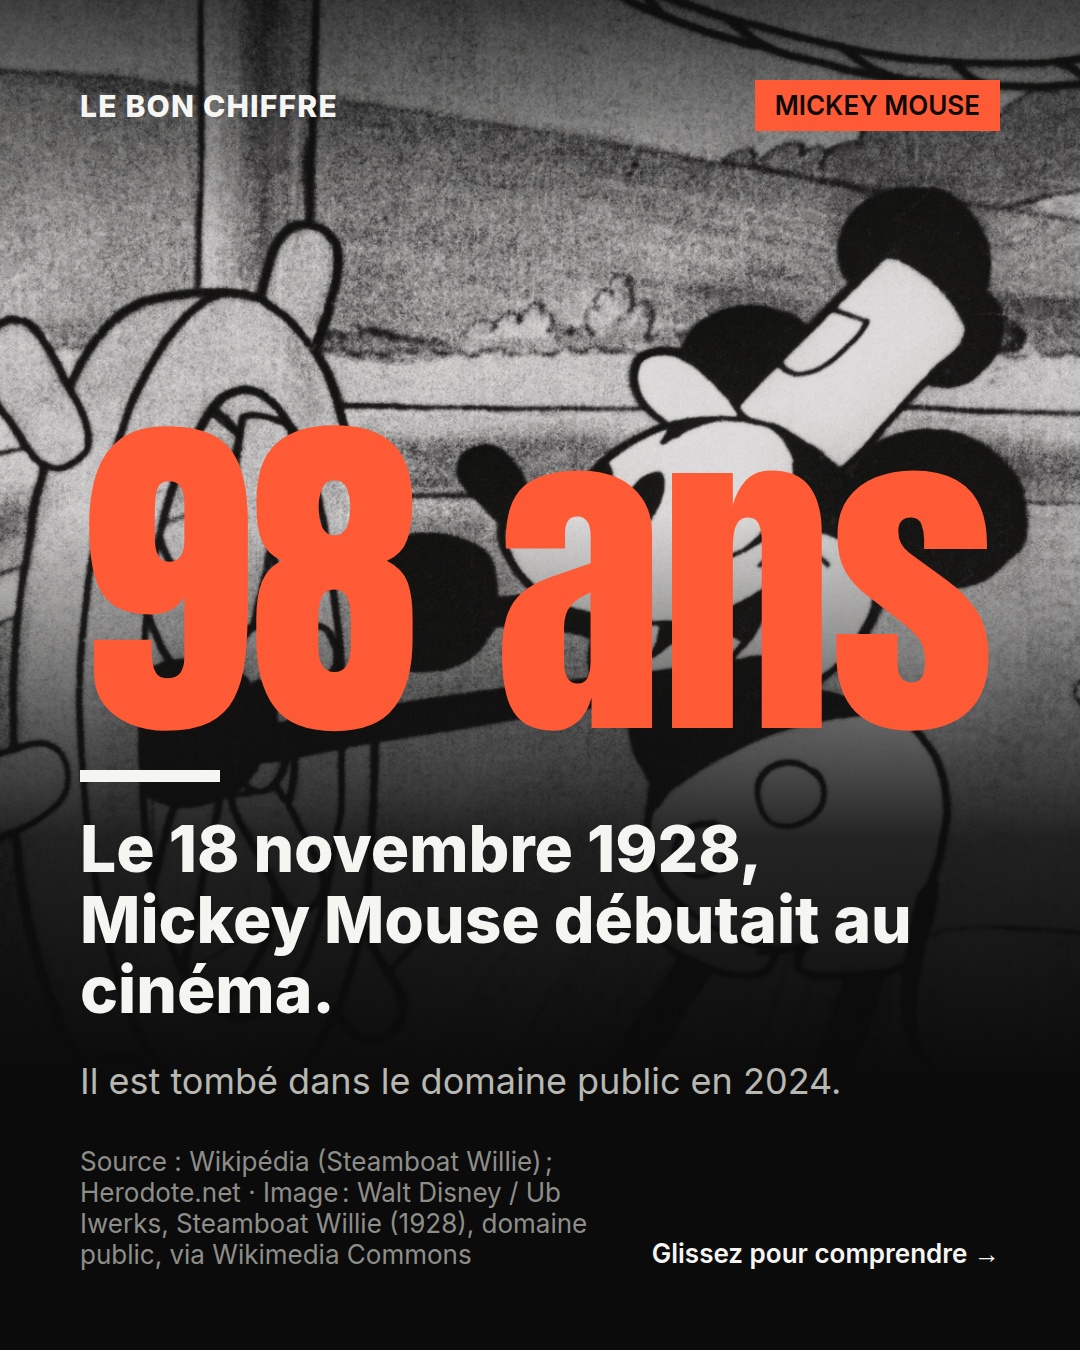 LE BON CHIFFRE
MICKEY MOUSE
98 ans
Le 18 novembre 1928,
Mickey Mouse débutait au
cinéma.
Il est tombé dans le domaine public en 2024.
Source : Wikipédia (Steamboat Willie) ;
Herodote.net · Image : Walt Disney / Ub
Iwerks, Steamboat Willie (1928), domaine
public, via Wikimedia Commons
Glissez pour comprendre →